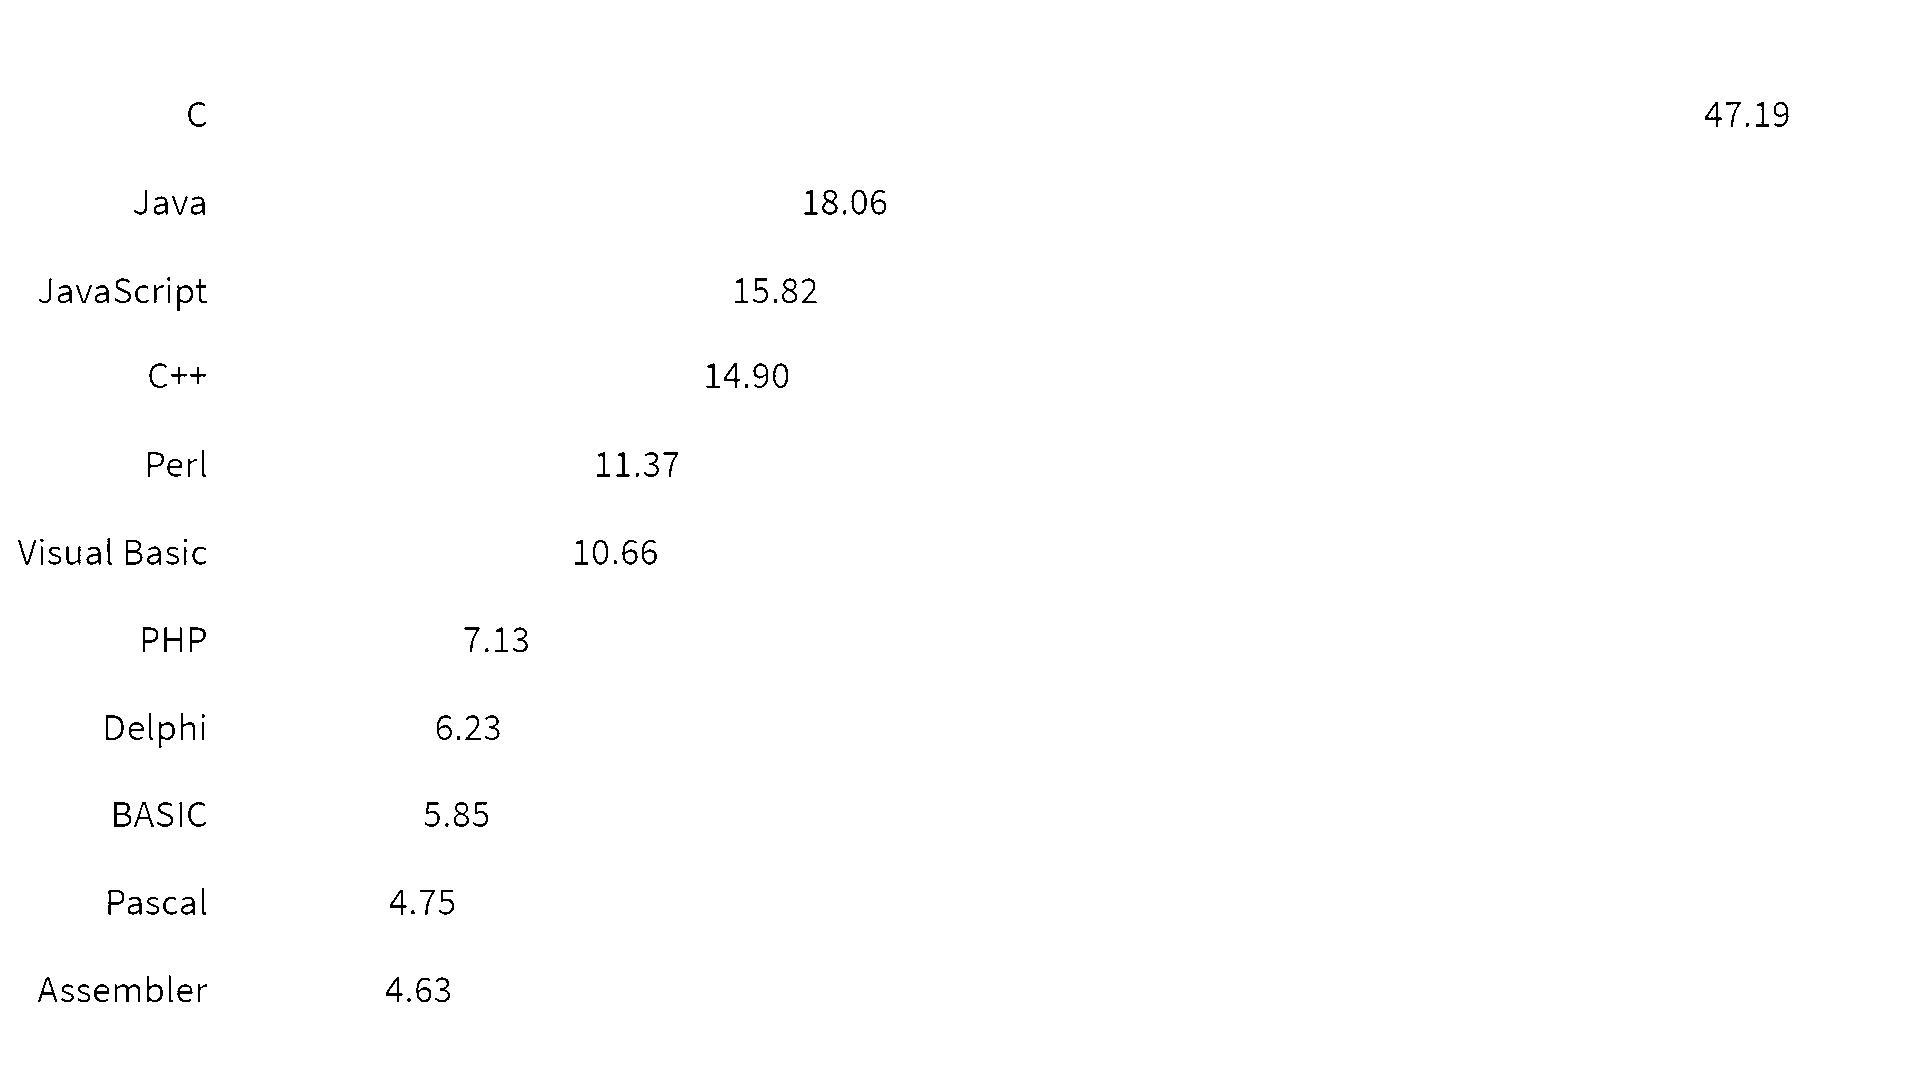 C 47.19
Java 18.06
JavaScript 15.82
C++ 14.90
Perl 11.37
Visual Basic 10.66
PHP 7.13
Delphi 6.23
BASIC 5.85
Pascal 4.75
Assembler 4.63